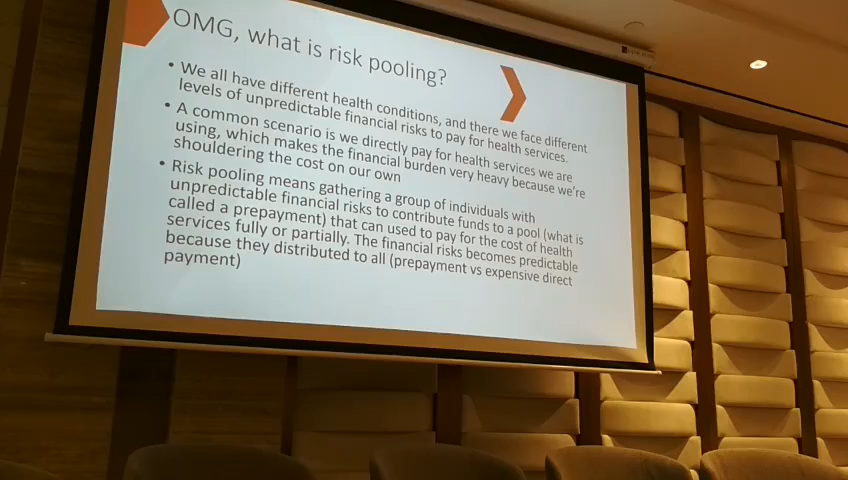 OMG, what is risk pooling?
• We all have different health conditions, and there we face different
levels of unpredictable financial risks to pay for health services.
• A common scenario is we directly pay for health services we are
using, which makes the financial burden very heavy because we're
shouldering the cost on our own
• Risk pooling means gathering a group of individuals with
unpredictable financial risks to contribute funds to a pool (what is
called a prepayment) that can used to pay for the cost of health
services fully or partially. The financial risks becomes predictable
because they distributed to all (prepayment vs expensive direct
payment)